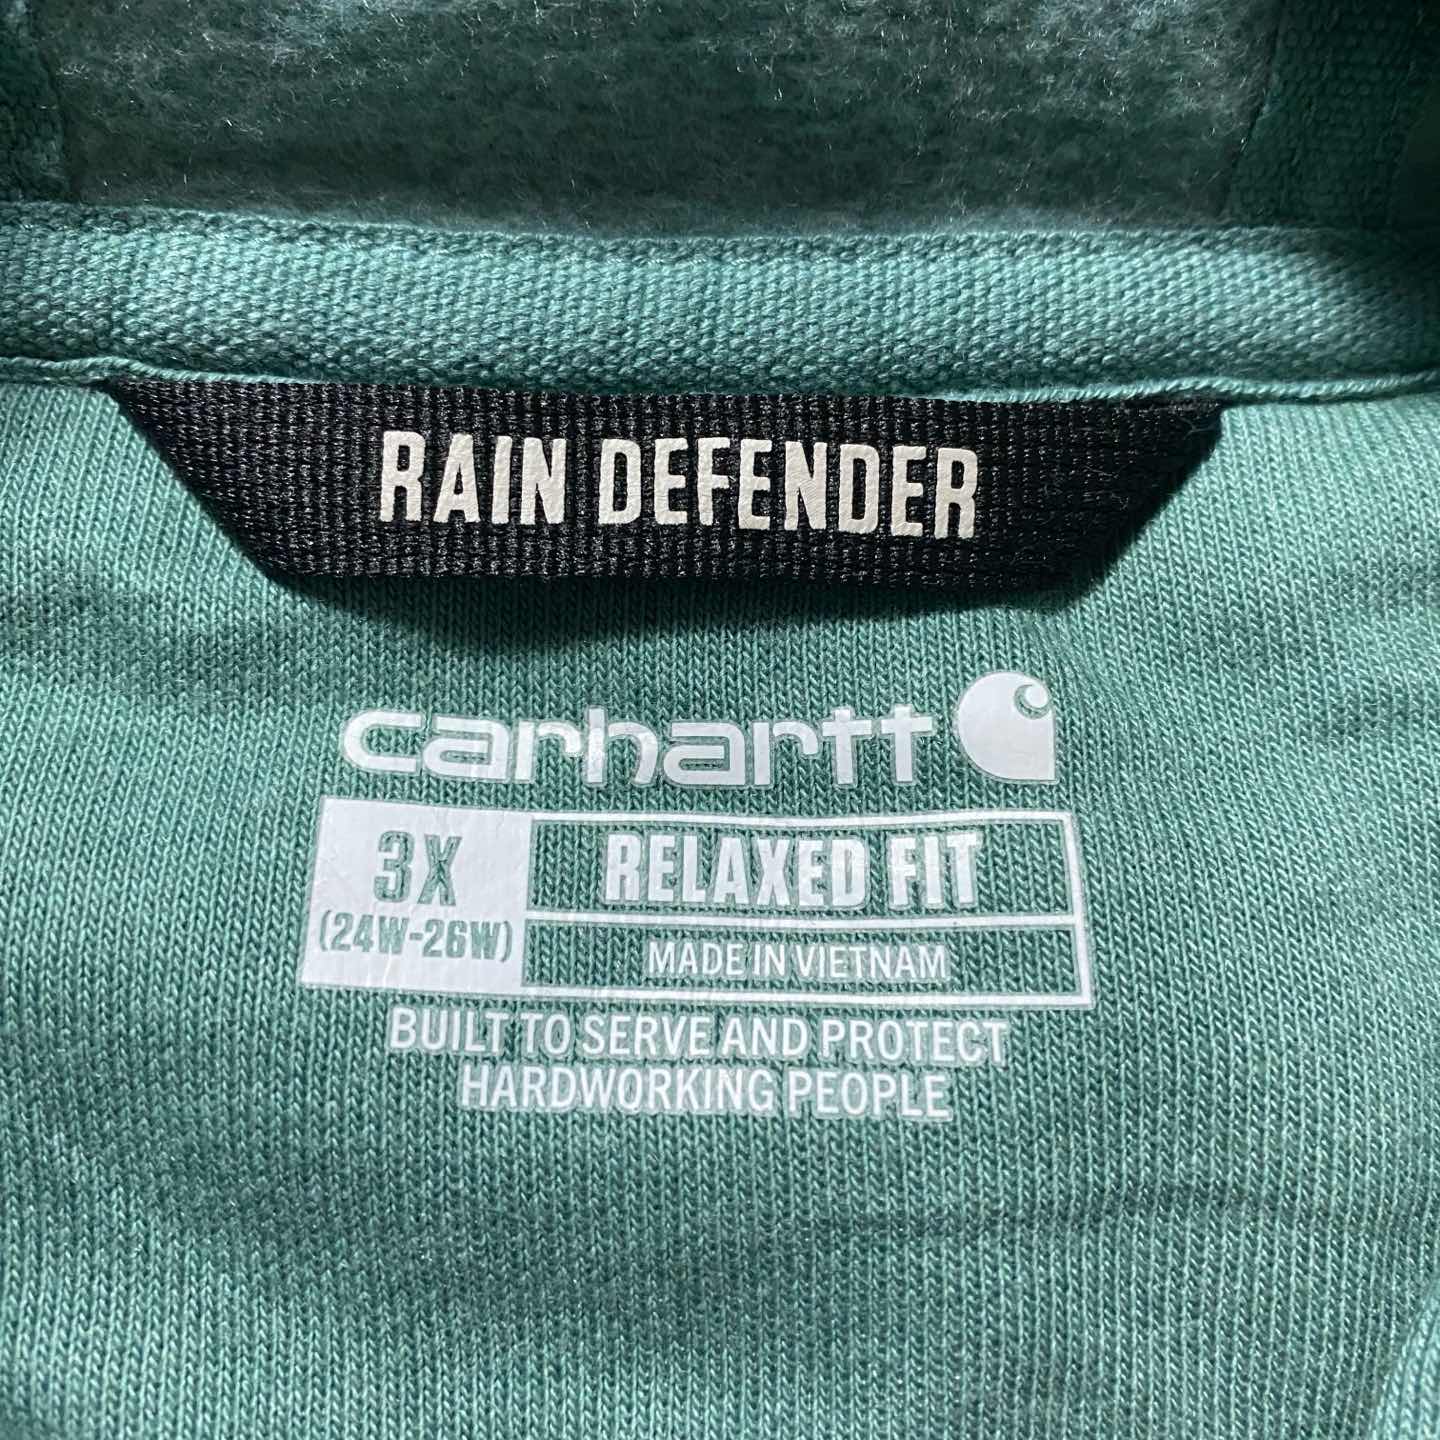 RAIN DEFENDER
carhartt
3X
(24W-26W)
RELAXED FIT
MADE IN VIETNAM
BUILT TO SERVE AND PROTECT
HARDWORKING PEOPLE